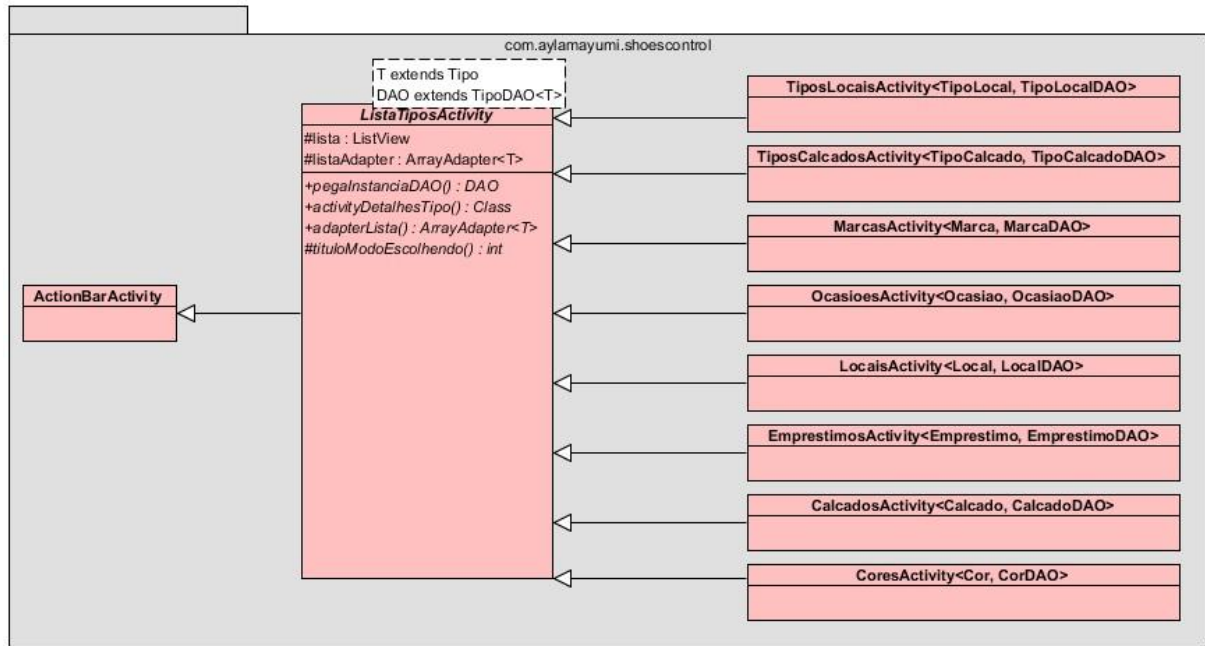 com.aylamayumi.shoescontrol
T extends Tipo
DAO extends TipoDAO<T>
ListaTiposActivity
#lista : ListView
#listaAdapter : ArrayAdapter<T>
+pegaInstanciaDAO() : DAO
+activityDetalhesTipo() : Class
+adapterLista() : ArrayAdapter<T>
#tituloModoEscolhendo() : int
ActionBarActivity
TiposLocaisActivity<TipoLocal, TipoLocalDAO>
TiposCalcadosActivity<TipoCalcado, TipoCalcadoDAO>
MarcasActivity<Marca, MarcaDAO>
OcasioesActivity<Ocasiao, OcasiaoDAO>
LocaisActivity<Local, LocalDAO>
EmprestimosActivity<Emprestimo, EmprestimoDAO>
CalcadosActivity<Calcado, CalcadoDAO>
CoresActivity<Cor, CorDAO>